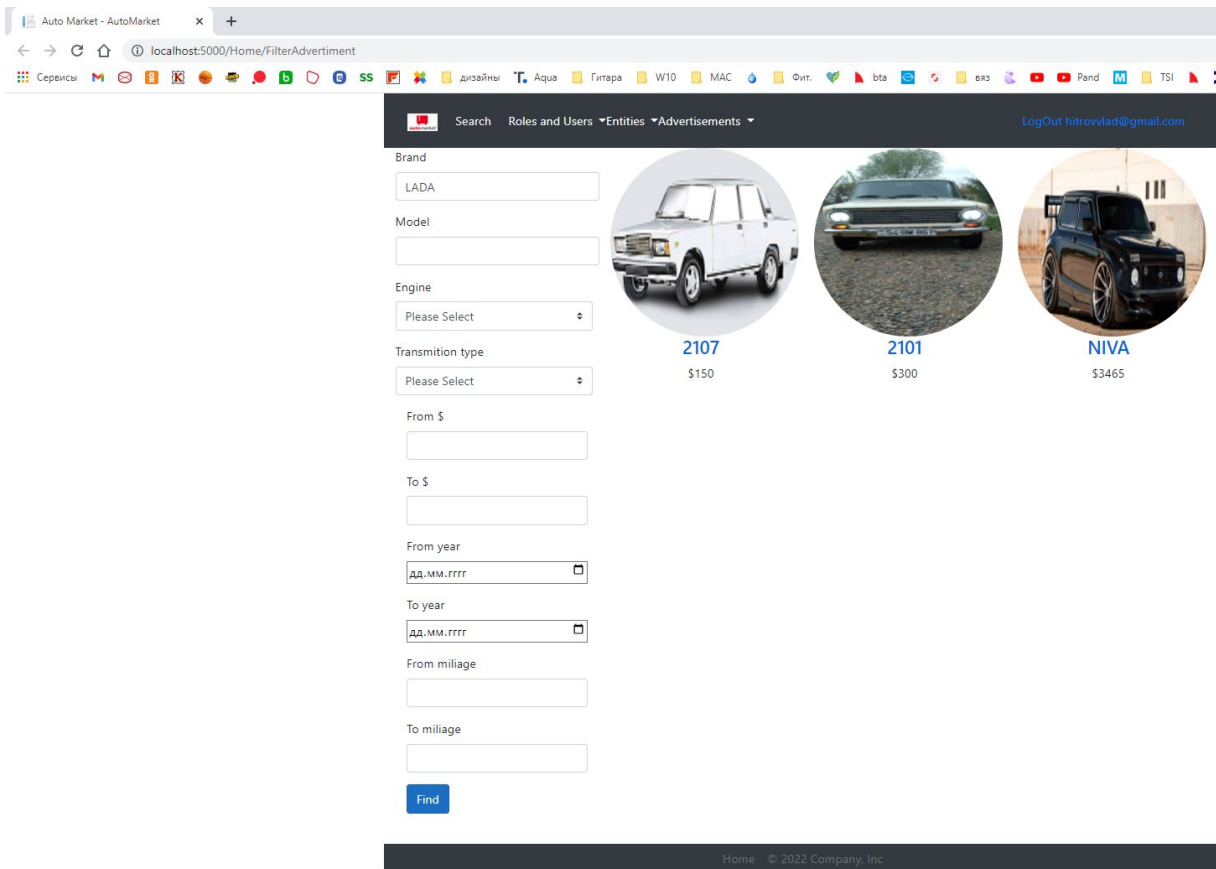 Auto Market - AutoMarket
localhost:5000/Home/FilterAdvertiment
Сервисы SS дизайны Aqua Гитара W10 MAC Фит. bta вяз Pand TSI
Search Roles and Users Entities Advertisements LogOut hitrovvlad@gmail.com
Brand
LADA
Model
Engine
Please Select
Transmition type
Please Select
From $
To $
From year
дд.мм.гггг
To year
дд.мм.гггг
From miliage
To miliage
Find
2107
$150
2101
$300
NIVA
$3465
Home © 2022 Company, Inc